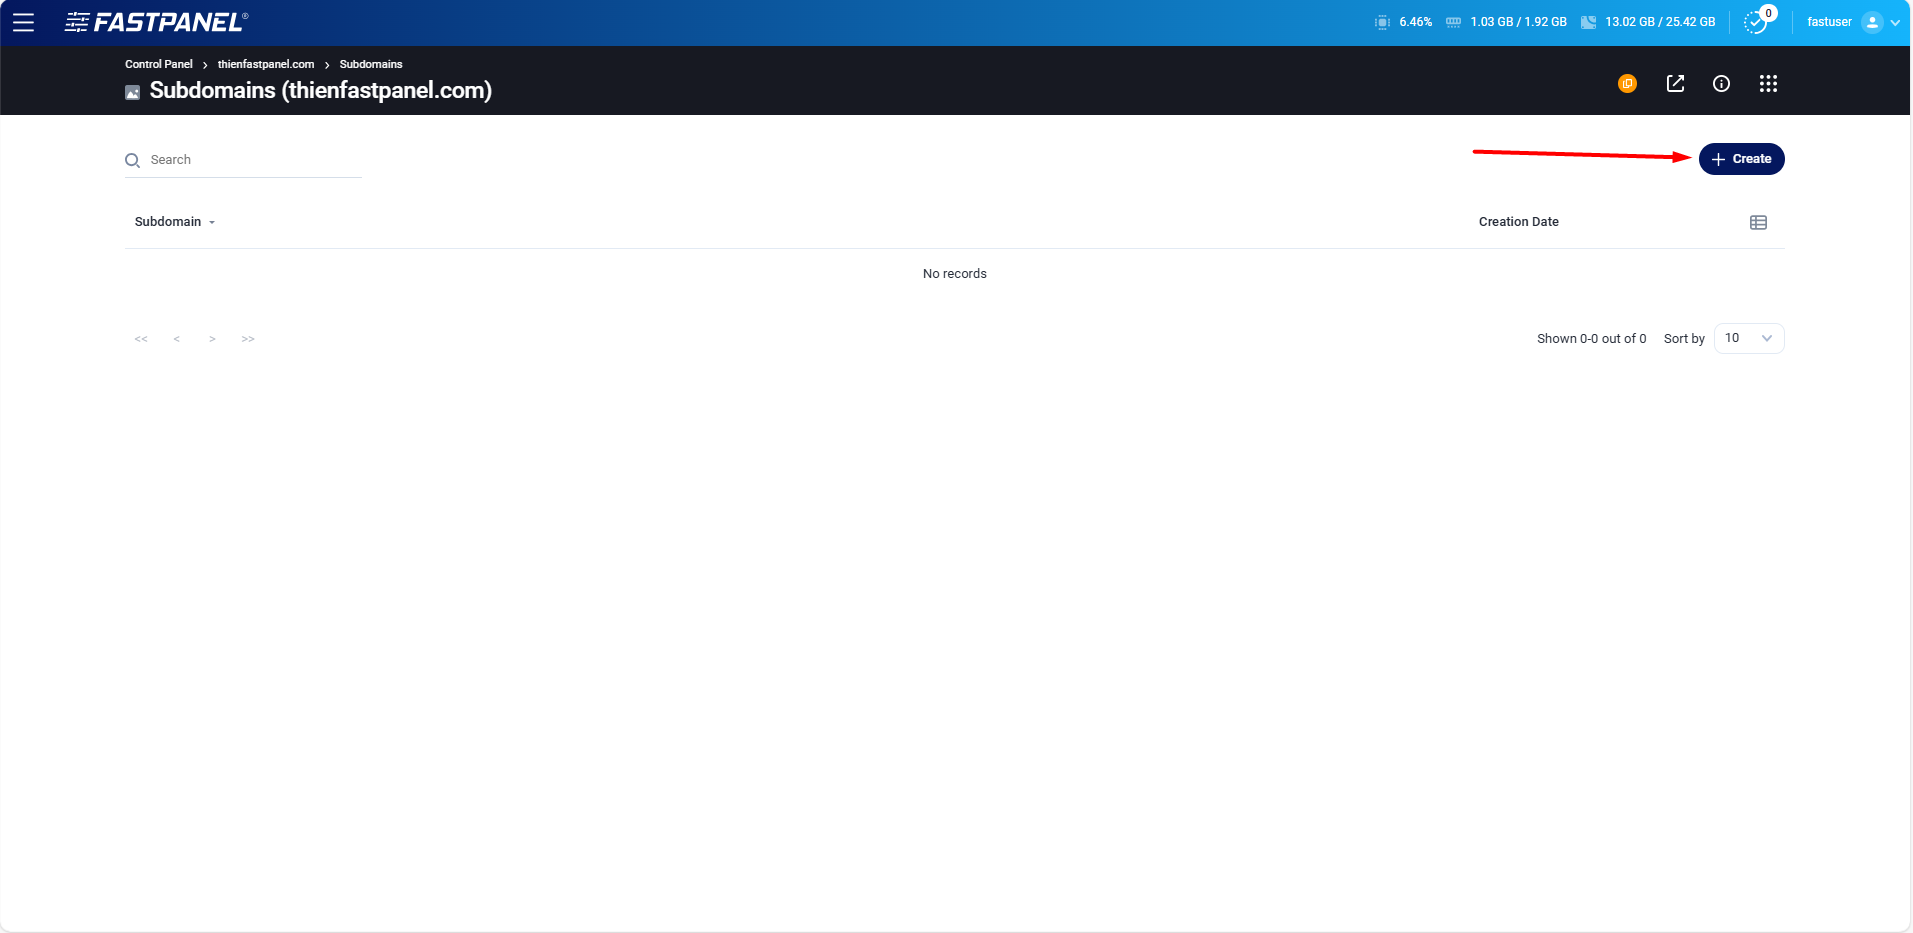 FASTPANEL®
6.46% 1.03 GB / 1.92 GB 13.02 GB / 25.42 GB 0 fastuser
Control Panel > thienfastpanel.com > Subdomains
Subdomains (thienfastpanel.com)
Search
+ Create
Subdomain Creation Date
No records
<< < > >> Shown 0-0 out of 0 Sort by 10